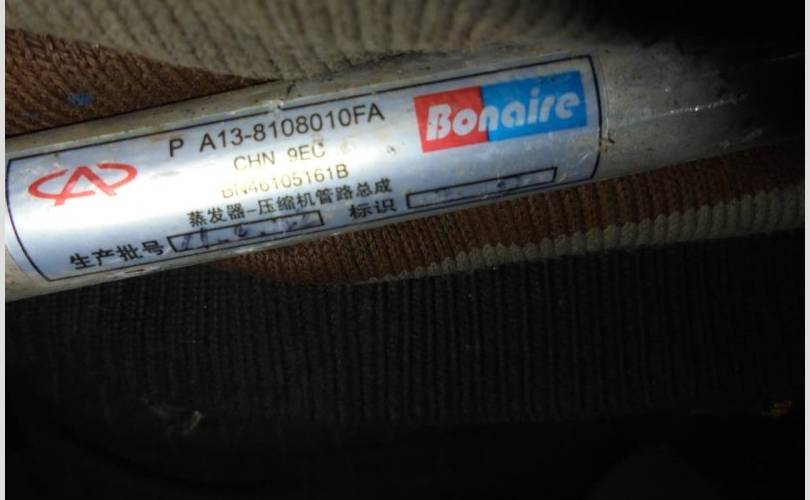 P A13-8108010FA
Bonaire
CHN 9EC
BN46105161B
蒸发器-压缩机管路总成
标识
生产批号